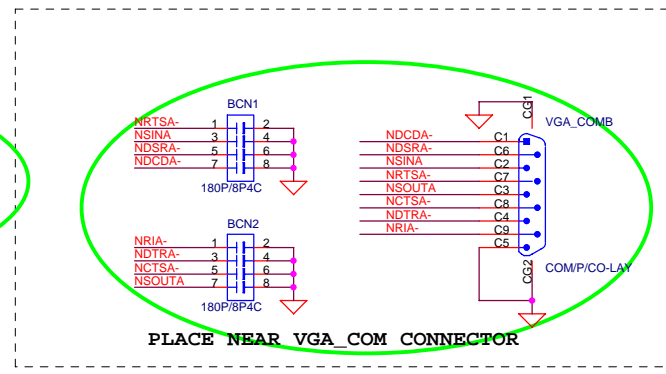 BCN1
NRTSA- 1 2
NSINA 3 4
NDSRA- 5 6
NDCDA- 7 8
180P/8P4C
BCN2
NRIA- 1 2
NDTRA- 3 4
NCTSA- 5 6
NSOUTA 7 8
180P/8P4C
CG1
VGA_COMB
NDCDA- C1
NDSRA- C6
NSINA C2
NRTSA- C7
NSOUTA C3
NCTSA- C8
NDTRA- C4
NRIA- C9
C5
CG2
COM/P/CO-LAY
PLACE NEAR VGA_COM CONNECTOR